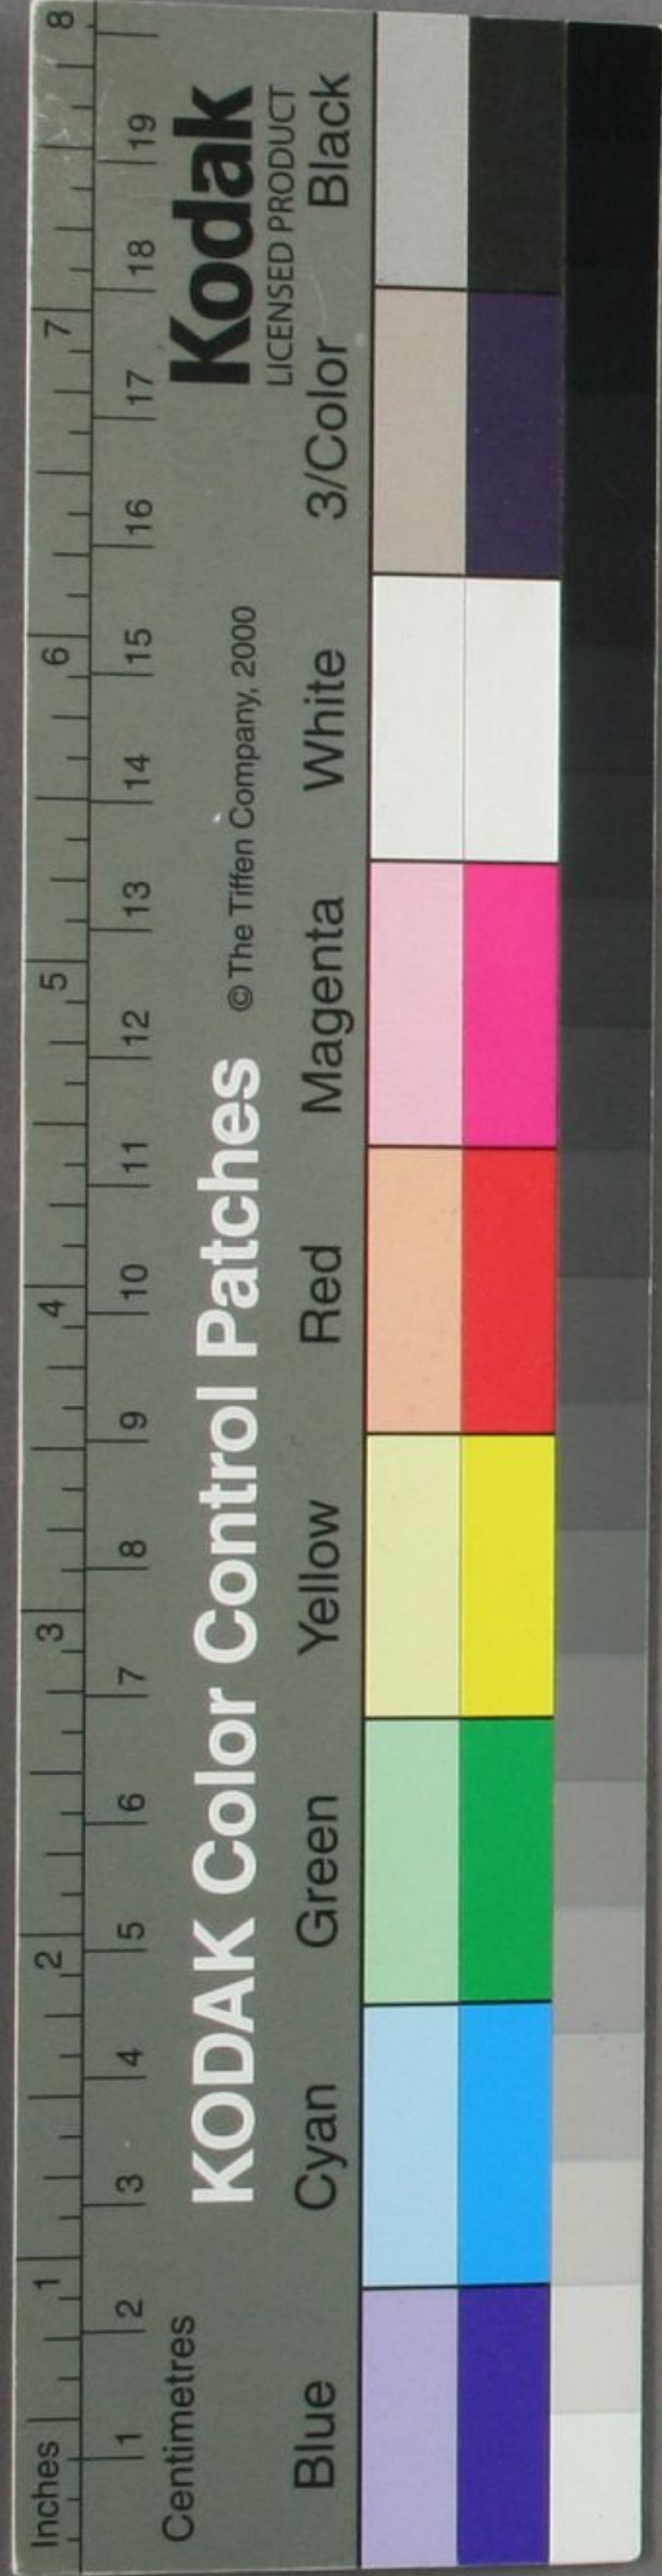 Inches 1 2 3 4 5 6 7 8
1 2 3 4 5 6 7 8 9 10 11 12 13 14 15 16 17 18 19
Centimetres
KODAK Color Control Patches © The Tiffen Company, 2000 Kodak
LICENSED PRODUCT
Blue Cyan Green Yellow Red Magenta White 3/Color Black